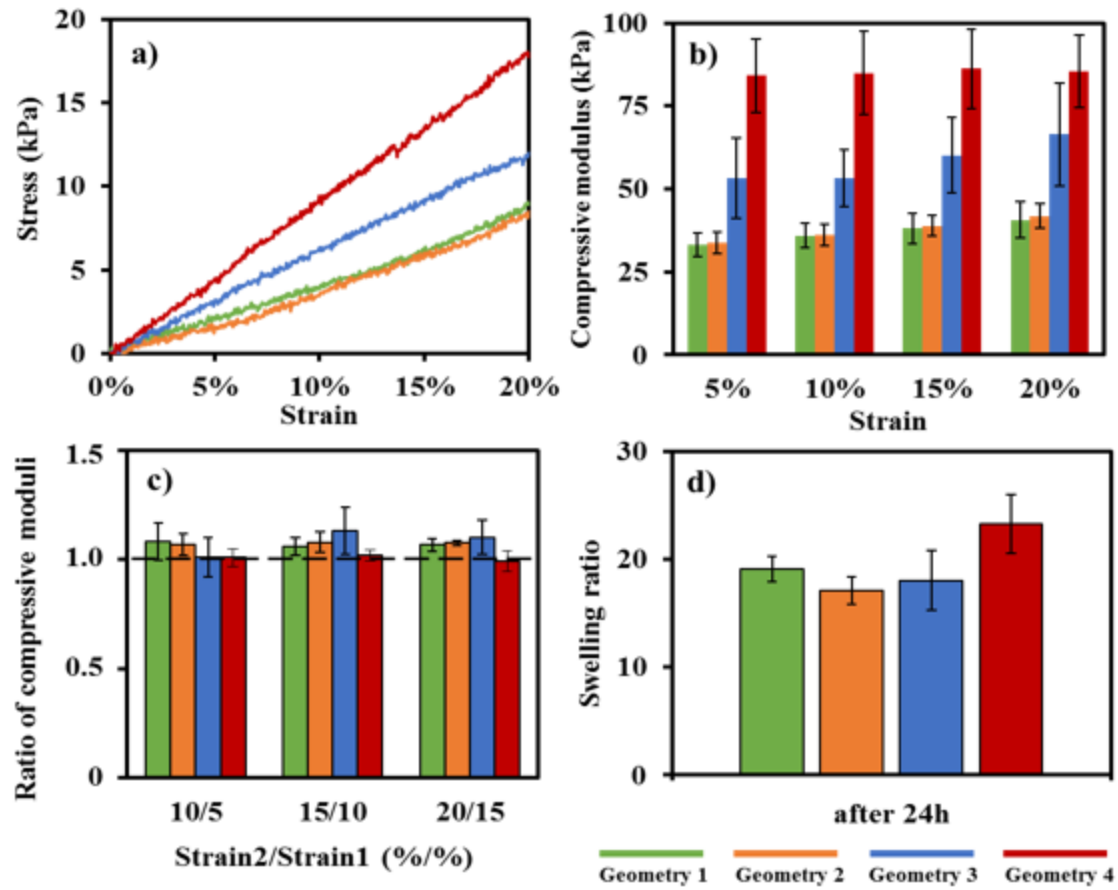 a)
Stress (kPa)
20
15
10
5
0
0% 5% 10% 15% 20%
Strain
b)
Compressive modulus (kPa)
100
75
50
25
0
5% 10% 15% 20%
Strain
c)
Ratio of compressive moduli
1.5
1.0
0.5
0
10/5 15/10 20/15
Strain2/Strain1 (%/%)
d)
Swelling ratio
30
20
10
0
after 24h
Geometry 1 Geometry 2 Geometry 3 Geometry 4